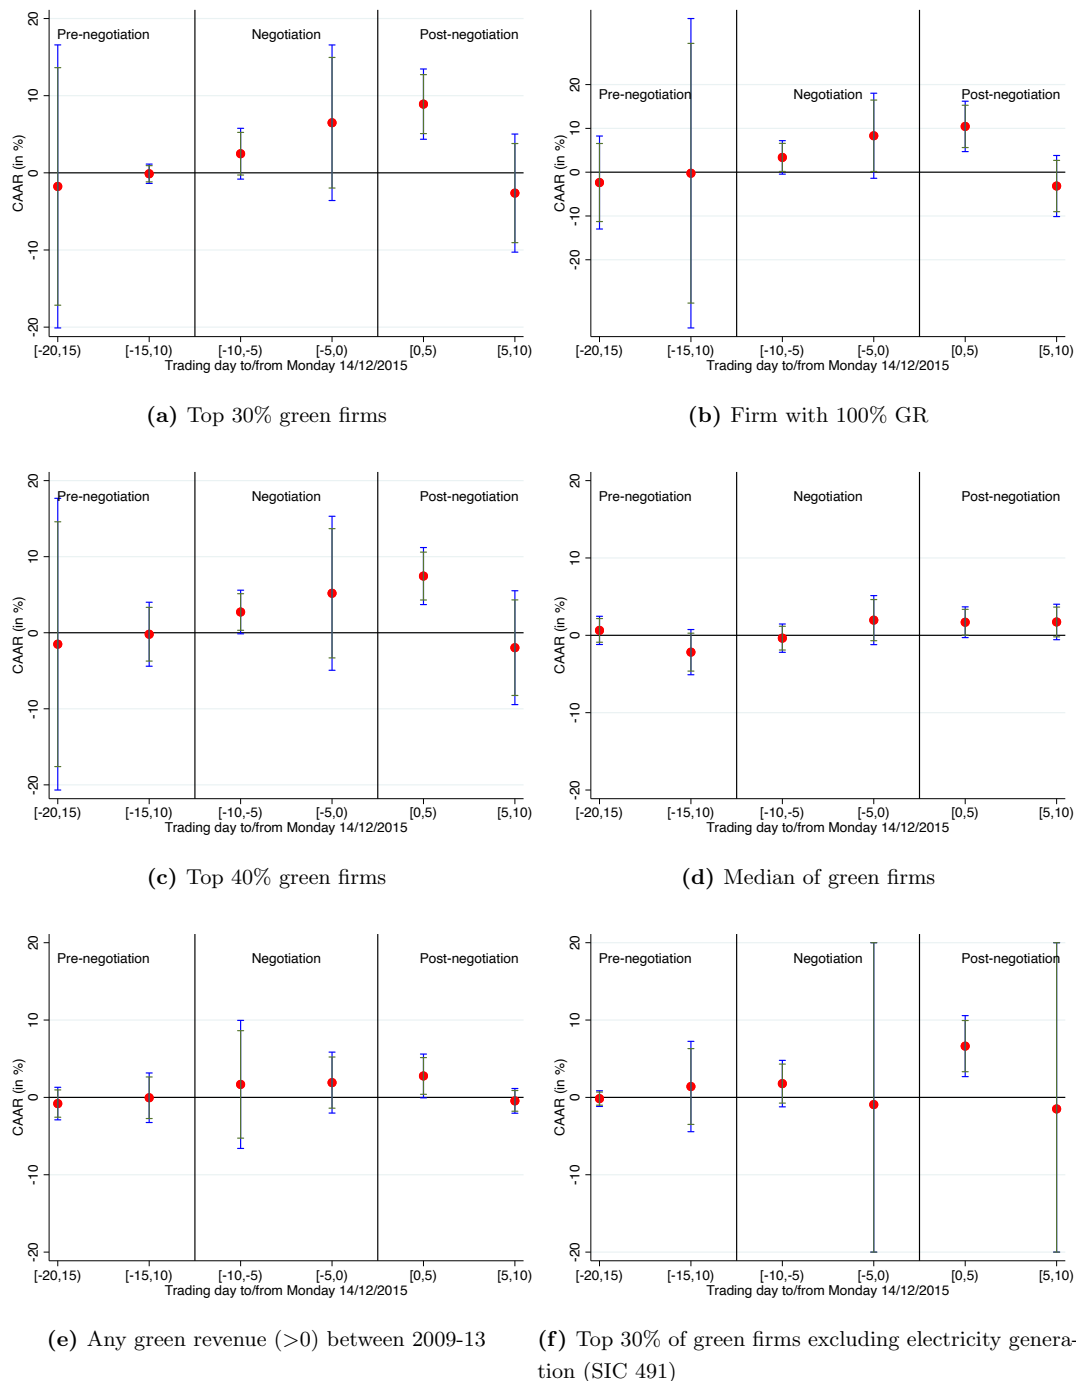 20
10
0
-10
-20
CAAR (in %)
Pre-negotiation
Negotiation
Post-negotiation
[-20,15)
[-15,10)
[-10,-5)
[-5,0)
[0,5)
[5,10)
Trading day to/from Monday 14/12/2015
(a) Top 30% green firms
20
10
0
-10
-20
CAAR (in %)
Pre-negotiation
Negotiation
Post-negotiation
[-20,15)
[-15,10)
[-10,-5)
[-5,0)
[0,5)
[5,10)
Trading day to/from Monday 14/12/2015
(b) Firm with 100% GR
20
10
0
-10
-20
CAAR (in %)
Pre-negotiation
Negotiation
Post-negotiation
[-20,15)
[-15,10)
[-10,-5)
[-5,0)
[0,5)
[5,10)
Trading day to/from Monday 14/12/2015
(c) Top 40% green firms
20
10
0
-10
-20
CAAR (in %)
Pre-negotiation
Negotiation
Post-negotiation
[-20,15)
[-15,10)
[-10,-5)
[-5,0)
[0,5)
[5,10)
Trading day to/from Monday 14/12/2015
(d) Median of green firms
20
10
0
-10
-20
CAAR (in %)
Pre-negotiation
Negotiation
Post-negotiation
[-20,15)
[-15,10)
[-10,-5)
[-5,0)
[0,5)
[5,10)
Trading day to/from Monday 14/12/2015
(e) Any green revenue (>0) between 2009-13
20
10
0
-10
-20
CAAR (in %)
Pre-negotiation
Negotiation
Post-negotiation
[-20,15)
[-15,10)
[-10,-5)
[-5,0)
[0,5)
[5,10)
Trading day to/from Monday 14/12/2015
(f) Top 30% of green firms excluding electricity genera-
tion (SIC 491)